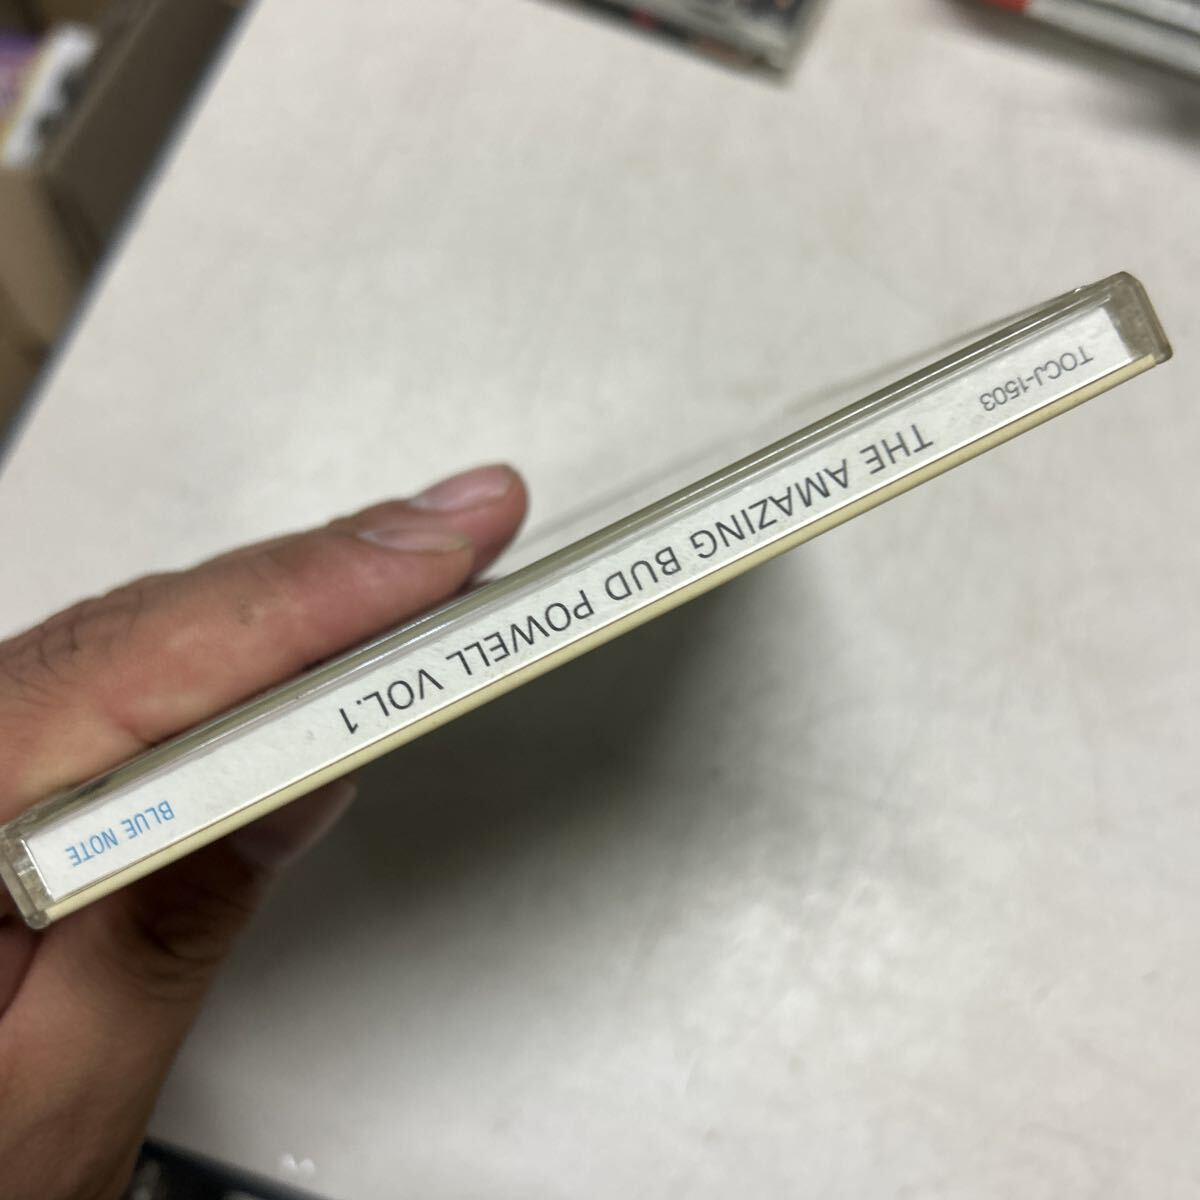 TOCJ-1503
THE AMAZING BUD POWELL VOL.1
BLUE NOTE